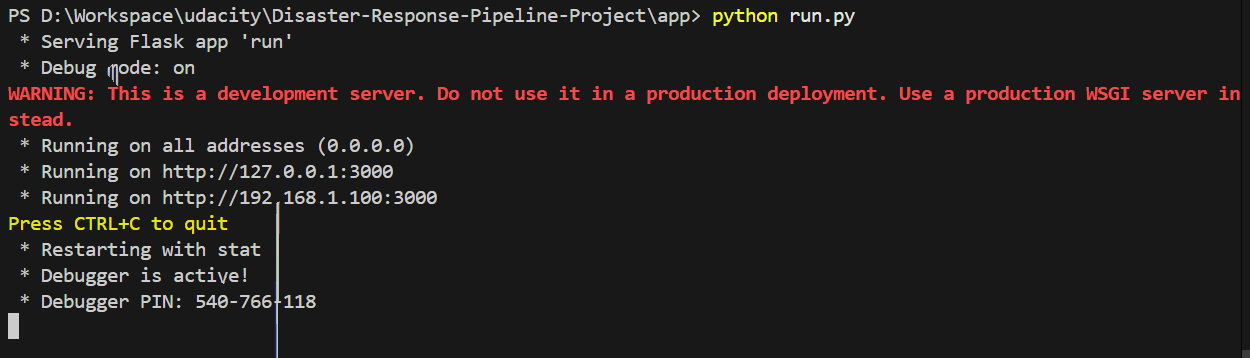 PS D:\Workspace\udacity\Disaster-Response-Pipeline-Project\app> python run.py
* Serving Flask app 'run'
* Debug mode: on
WARNING: This is a development server. Do not use it in a production deployment. Use a production WSGI server in
stead.
* Running on all addresses (0.0.0.0)
* Running on http://127.0.0.1:3000
* Running on http://192.168.1.100:3000
Press CTRL+C to quit
* Restarting with stat
* Debugger is active!
* Debugger PIN: 540-766-118